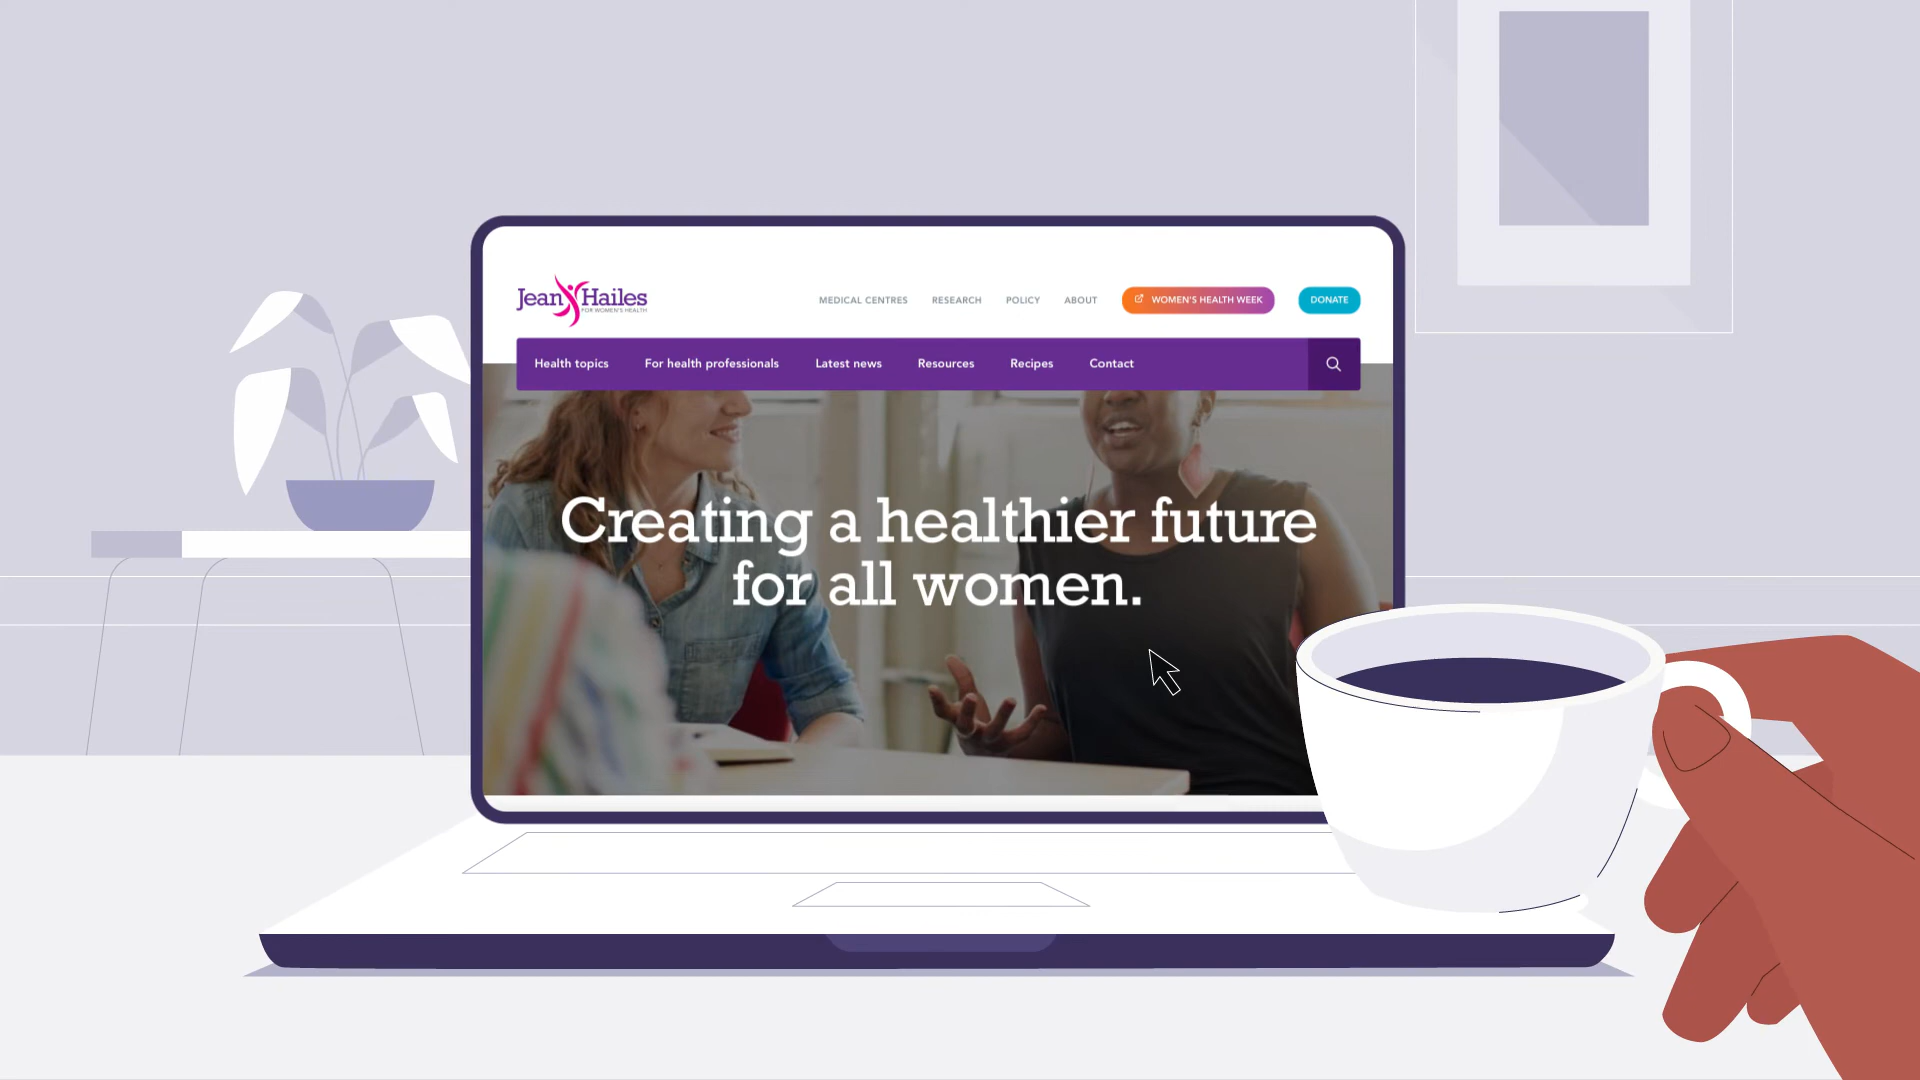 Jean Hailes
FOR WOMEN'S HEALTH
MEDICAL CENTRES RESEARCH POLICY ABOUT WOMEN'S HEALTH WEEK DONATE
Health topics For health professionals Latest news Resources Recipes Contact
Creating a healthier future
for all women.